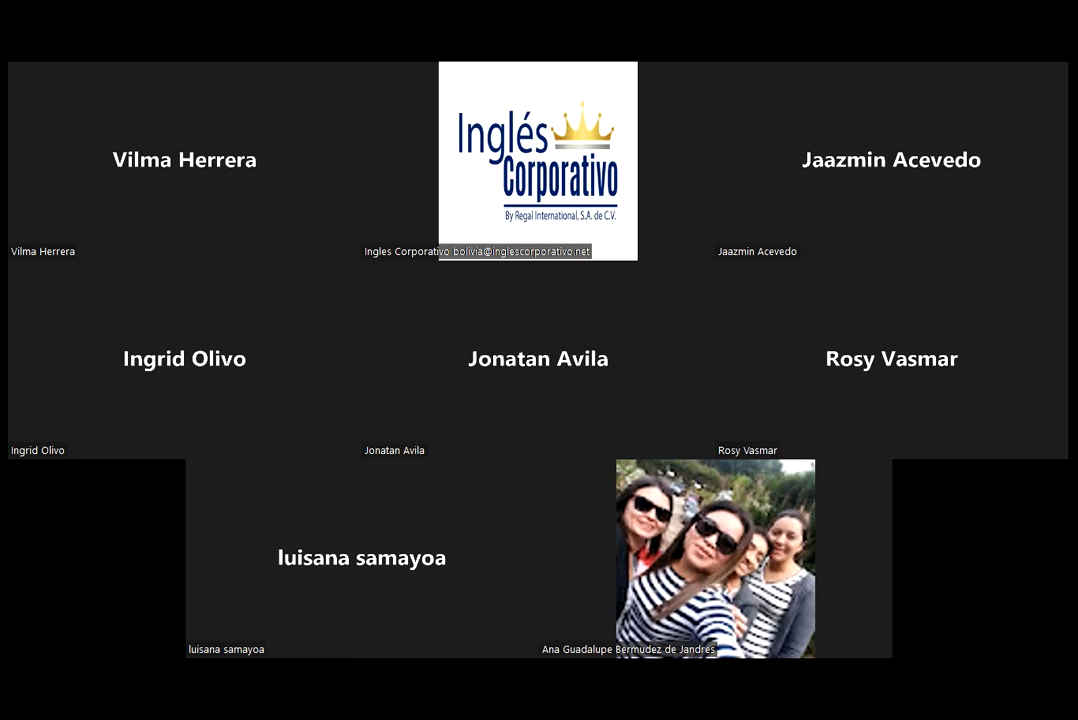 Vilma Herrera
Inglés
Corporativo
By Regal International, S.A. de C.V.
Jaazmin Acevedo
Vilma Herrera
Ingles Corporativo bolivia@inglescorporativo.net
Jaazmin Acevedo
Ingrid Olivo
Jonatan Avila
Rosy Vasmar
Ingrid Olivo
Jonatan Avila
Rosy Vasmar
luisana samayoa
luisana samayoa
Ana Guadalupe Bermudez de Jandres